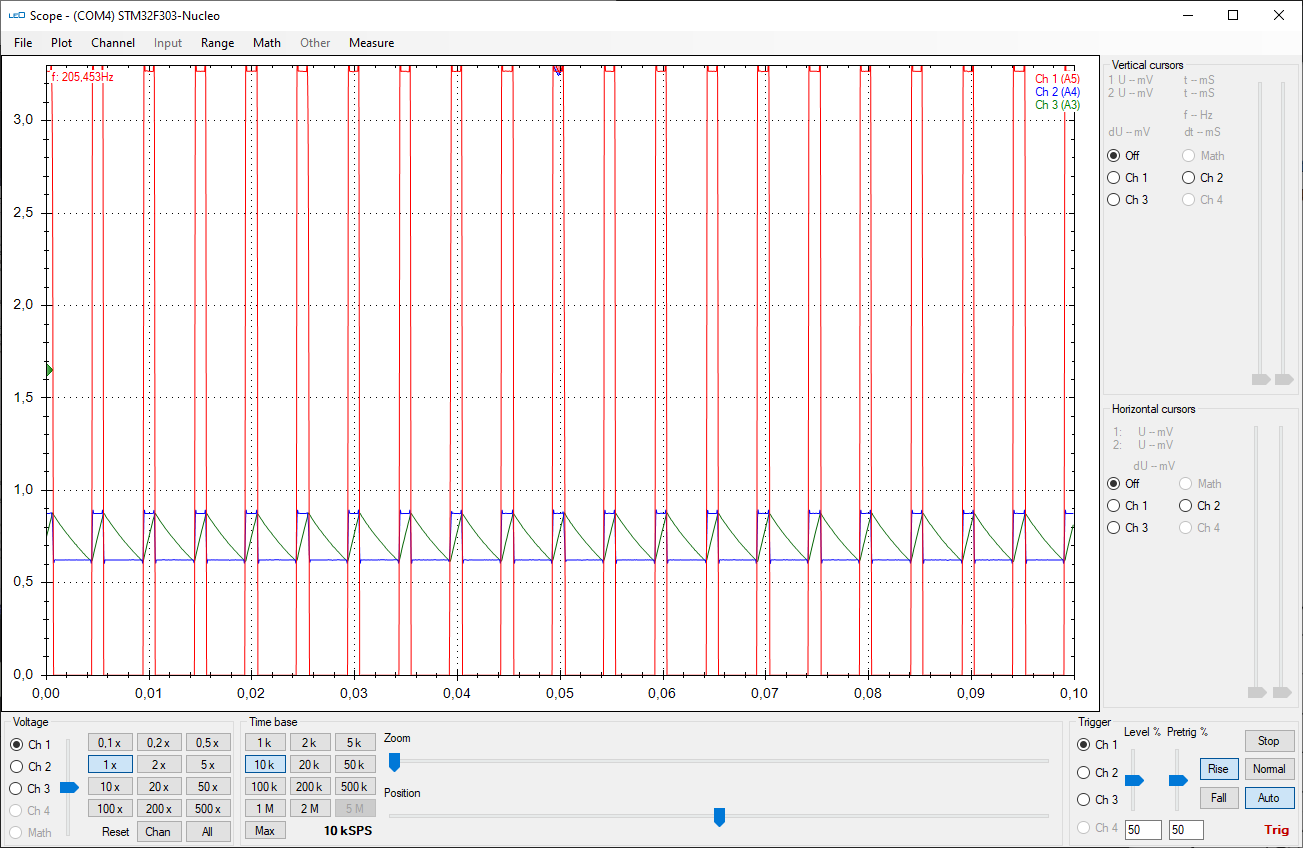 LEO Scope - (COM4) STM32F303-Nucleo
File Plot Channel Input Range Math Other Measure
f: 205,453Hz
Ch 1 (A5)
Ch 2 (A4)
Ch 3 (A3)
3,0
2,5
2,0
1,5
1,0
0,5
0,0
0,00 0,01 0,02 0,03 0,04 0,05 0,06 0,07 0,08 0,09 0,10
Vertical cursors
1 U -- mV t -- mS
2 U -- mV t -- mS
f -- Hz
dU -- mV dt -- mS
Off Math
Ch 1 Ch 2
Ch 3 Ch 4
Horizontal cursors
1: U -- mV
2: U -- mV
dU -- mV
Off Math
Ch 1 Ch 2
Ch 3 Ch 4
Voltage
Ch 1
Ch 2
Ch 3
Ch 4
Math
0,1 x 0,2 x 0,5 x
1 x 2 x 5 x
10 x 20 x 50 x
100 x 200 x 500 x
Reset Chan All
Time base
1 k 2 k 5 k
10 k 20 k 50 k
100 k 200 k 500 k
1 M 2 M 5 M
Max 10 kSPS
Zoom
Position
Trigger
Level % Pretrig %
Ch 1
Ch 2
Ch 3
Ch 4
50 50
Stop
Rise Normal
Fall Auto
Trig